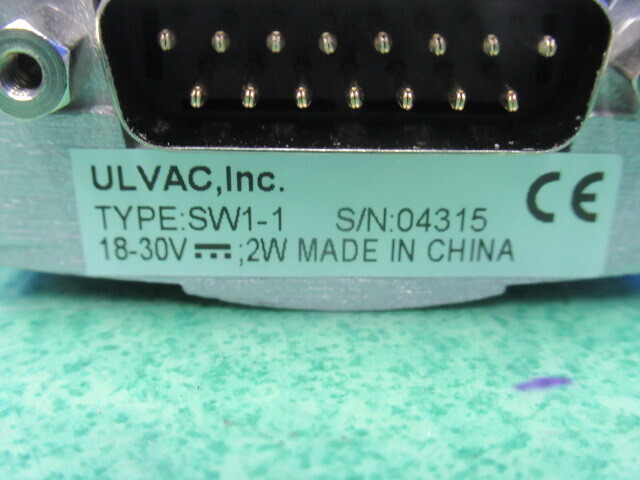 ULVAC,Inc.
TYPE:SW1-1 S/N:04315 CE
18-30V ⎓;2W MADE IN CHINA